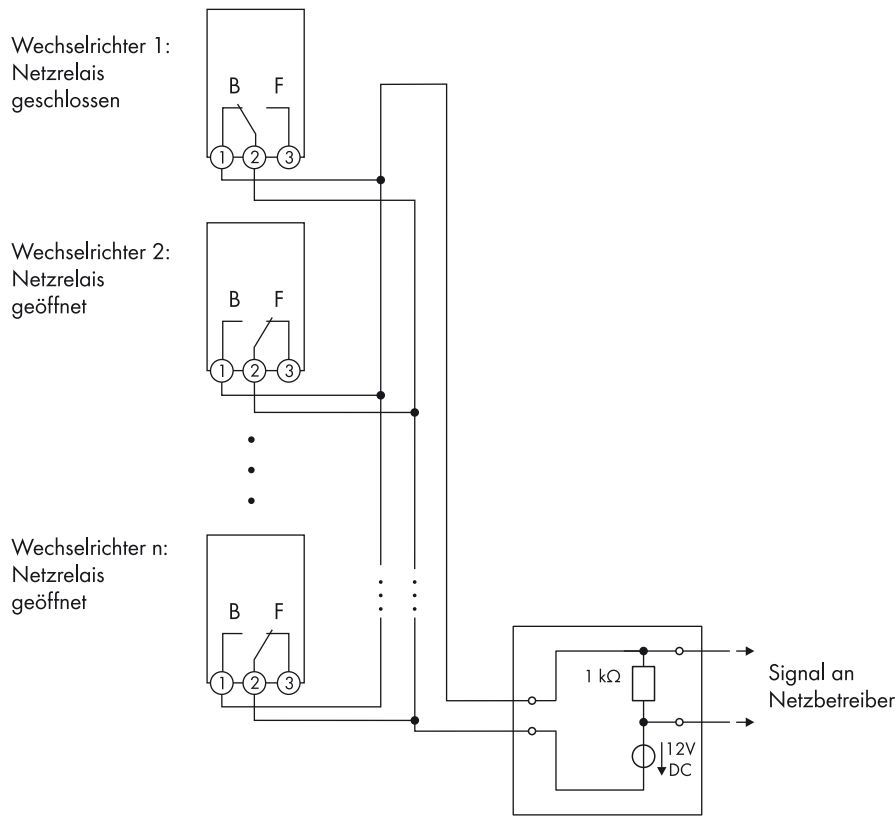 Wechselrichter 1:
Netzrelais
geschlossen
B F
1 2 3
Wechselrichter 2:
Netzrelais
geöffnet
B F
1 2 3
Wechselrichter n:
Netzrelais
geöffnet
B F
1 2 3
1 kΩ
12V
DC
Signal an
Netzbetreiber